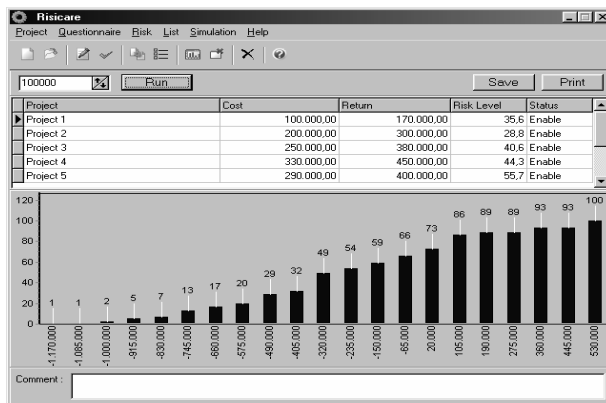 Risicare
Project Questionnaire Risk List Simulation Help
100000 Run Save Print
Project Cost Return Risk Level Status
Project 1 100.000,00 170.000,00 35,6 Enable
Project 2 200.000,00 300.000,00 28,8 Enable
Project 3 250.000,00 380.000,00 40,6 Enable
Project 4 330.000,00 450.000,00 44,3 Enable
Project 5 290.000,00 400.000,00 55,7 Enable
120
100
80
60
40
20
0
1 1 2 5 7 13 17 20 29 32 49 54 59 66 73 86 89 89 93 93 100
-1.170.000 -1.085.000 -1.000.000 -915.000 -830.000 -745.000 -660.000 -575.000 -490.000 -405.000 -320.000 -235.000 -150.000 -65.000 20.000 105.000 190.000 275.000 360.000 445.000 530.000
Comment :